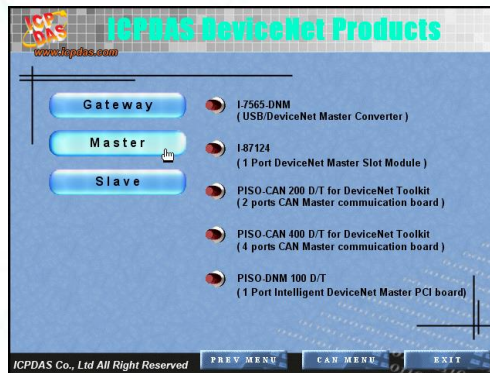 ICP DAS
ICPDAS DeviceNet Products
www.icpdas.com
Gateway
Master
Slave
I-7565-DNM
( USB/DeviceNet Master Converter )
I-87124
( 1 Port DeviceNet Master Slot Module )
PISO-CAN 200 D/T for DeviceNet Toolkit
( 2 ports CAN Master commuication board )
PISO-CAN 400 D/T for DeviceNet Toolkit
( 4 ports CAN Master commuication board )
PISO-DNM 100 D/T
( 1 Port Intelligent DeviceNet Master PCI board)
ICPDAS Co., Ltd All Right Reserved
PREV MENU
CAN MENU
EXIT